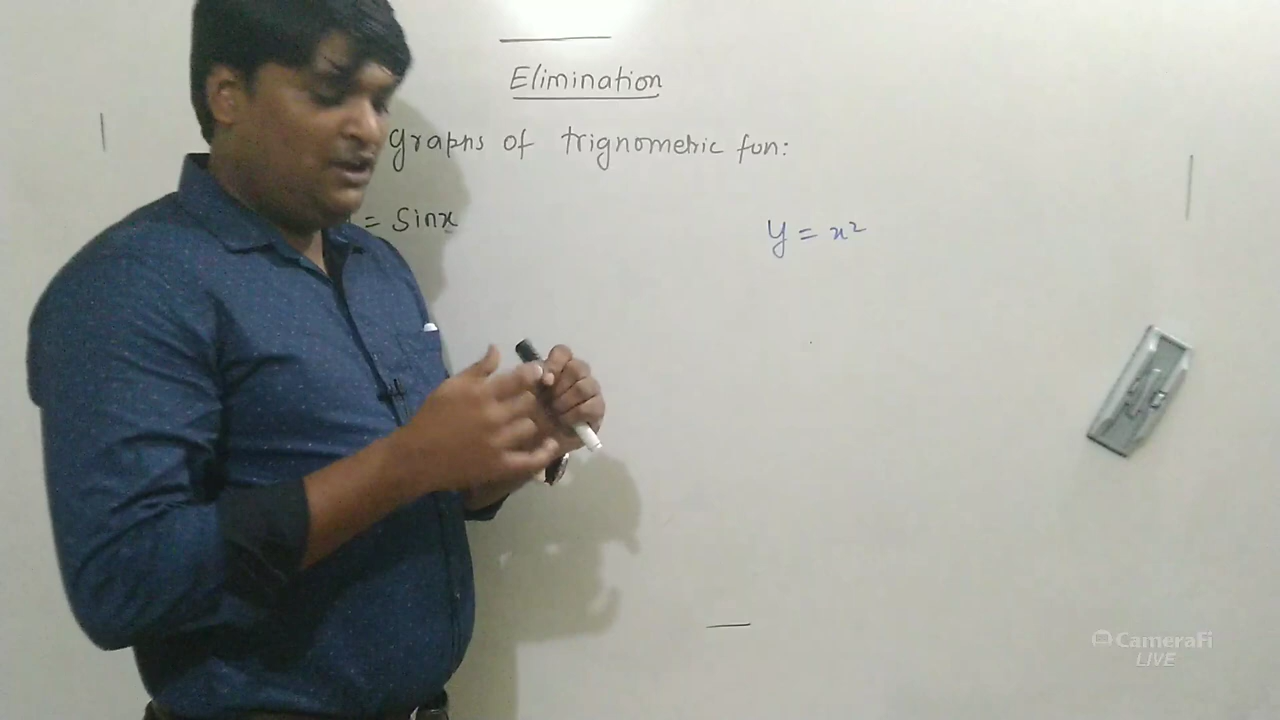 Elimination
graphs of trignometric fun:
= Sinx
y = x²
CameraFi
LIVE